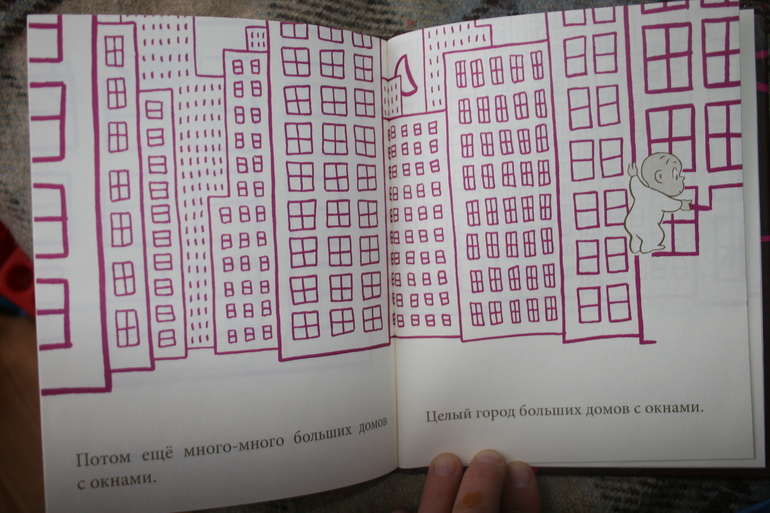 Потом ещё много-много больших домов
с окнами.
Целый город больших домов с окнами.